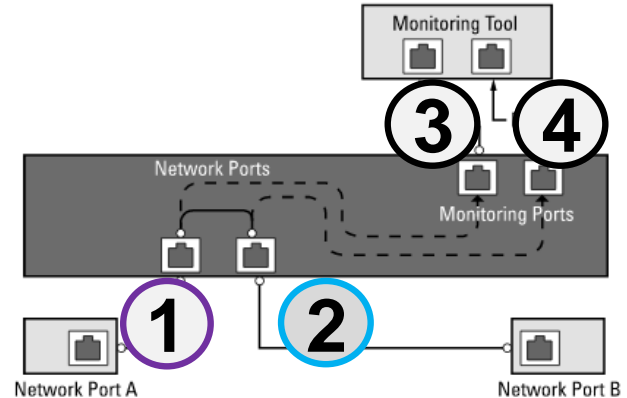 Monitoring Tool
3
4
Network Ports
Monitoring Ports
1
2
Network Port A
Network Port B